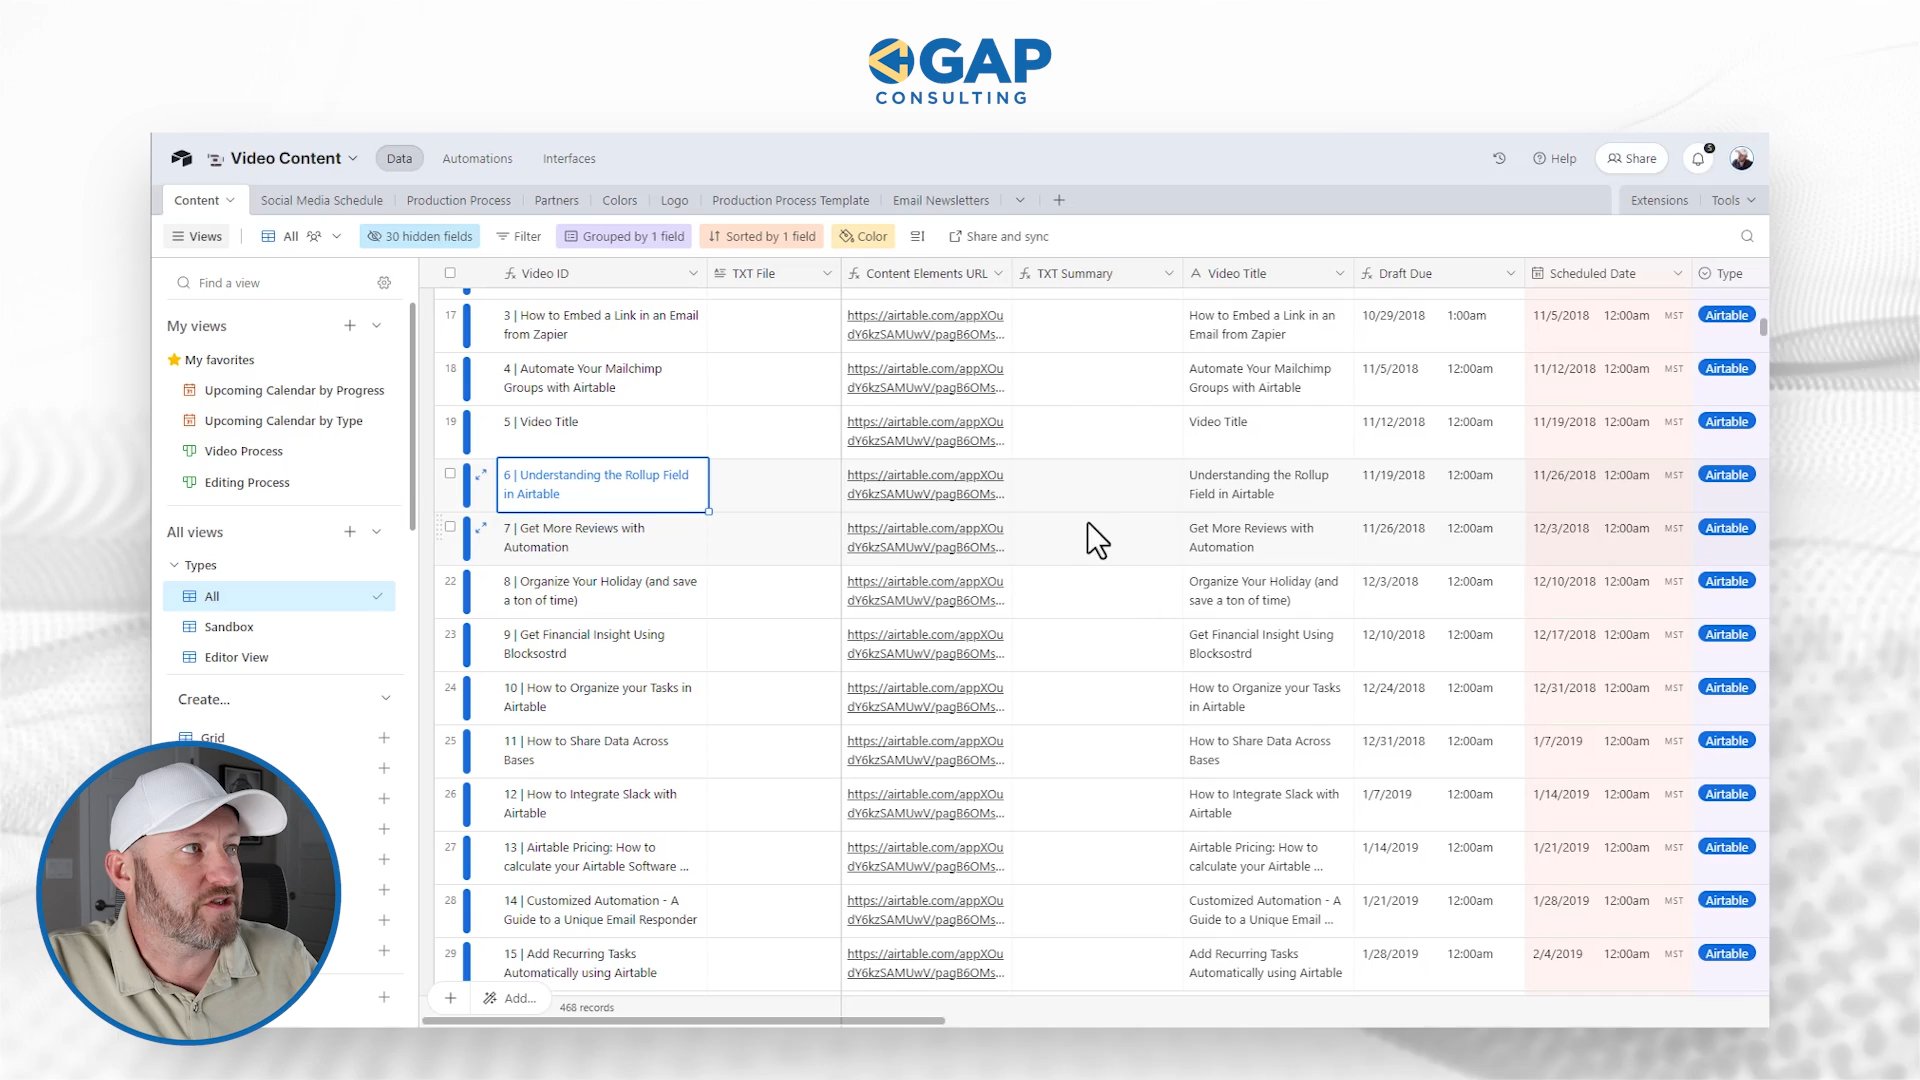 GAP
CONSULTING
Video Content
Data
Automations
Interfaces
Help
Share
5
Content
Social Media Schedule
Production Process
Partners
Colors
Logo
Production Process Template
Email Newsletters
Extensions
Tools
Views
All
30 hidden fields
Filter
Grouped by 1 field
Sorted by 1 field
Color
Share and sync
Find a view
My views
My favorites
Upcoming Calendar by Progress
Upcoming Calendar by Type
Video Process
Editing Process
All views
Types
All
Sandbox
Editor View
Create...
Grid
Video ID
TXT File
Content Elements URL
TXT Summary
Video Title
Draft Due
Scheduled Date
Type
17
3 | How to Embed a Link in an Email
from Zapier
https://airtable.com/appXOu
dY6kzSAMUwV/pagB6OMs...
How to Embed a Link in an
Email from Zapier
10/29/2018 1:00am
11/5/2018 12:00am MST
Airtable
18
4 | Automate Your Mailchimp
Groups with Airtable
https://airtable.com/appXOu
dY6kzSAMUwV/pagB6OMs...
Automate Your Mailchimp
Groups with Airtable
11/5/2018 12:00am
11/12/2018 12:00am MST
Airtable
19
5 | Video Title
https://airtable.com/appXOu
dY6kzSAMUwV/pagB6OMs...
Video Title
11/12/2018 12:00am
11/19/2018 12:00am MST
Airtable
6 | Understanding the Rollup Field
in Airtable
https://airtable.com/appXOu
dY6kzSAMUwV/pagB6OMs...
Understanding the Rollup
Field in Airtable
11/19/2018 12:00am
11/26/2018 12:00am MST
Airtable
7 | Get More Reviews with
Automation
https://airtable.com/appXOu
dY6kzSAMUwV/pagB6OMs...
Get More Reviews with
Automation
11/26/2018 12:00am
12/3/2018 12:00am MST
Airtable
22
8 | Organize Your Holiday (and save
a ton of time)
https://airtable.com/appXOu
dY6kzSAMUwV/pagB6OMs...
Organize Your Holiday (and
save a ton of time)
12/3/2018 12:00am
12/10/2018 12:00am MST
Airtable
23
9 | Get Financial Insight Using
Blocksostrd
https://airtable.com/appXOu
dY6kzSAMUwV/pagB6OMs...
Get Financial Insight Using
Blocksostrd
12/10/2018 12:00am
12/17/2018 12:00am MST
Airtable
24
10 | How to Organize your Tasks in
Airtable
https://airtable.com/appXOu
dY6kzSAMUwV/pagB6OMs...
How to Organize your Tasks
in Airtable
12/24/2018 12:00am
12/31/2018 12:00am MST
Airtable
25
11 | How to Share Data Across
Bases
https://airtable.com/appXOu
dY6kzSAMUwV/pagB6OMs...
How to Share Data Across
Bases
12/31/2018 12:00am
1/7/2019 12:00am MST
Airtable
26
12 | How to Integrate Slack with
Airtable
https://airtable.com/appXOu
dY6kzSAMUwV/pagB6OMs...
How to Integrate Slack with
Airtable
1/7/2019 12:00am
1/14/2019 12:00am MST
Airtable
27
13 | Airtable Pricing: How to
calculate your Airtable Software ...
https://airtable.com/appXOu
dY6kzSAMUwV/pagB6OMs...
Airtable Pricing: How to
calculate your Airtable ...
1/14/2019 12:00am
1/21/2019 12:00am MST
Airtable
28
14 | Customized Automation - A
Guide to a Unique Email Responder
https://airtable.com/appXOu
dY6kzSAMUwV/pagB6OMs...
Customized Automation - A
Guide to a Unique Email ...
1/21/2019 12:00am
1/28/2019 12:00am MST
Airtable
29
15 | Add Recurring Tasks
Automatically using Airtable
https://airtable.com/appXOu
dY6kzSAMUwV/pagB6OMs...
Add Recurring Tasks
Automatically using Airtable
1/28/2019 12:00am
2/4/2019 12:00am MST
Airtable
Add...
468 records